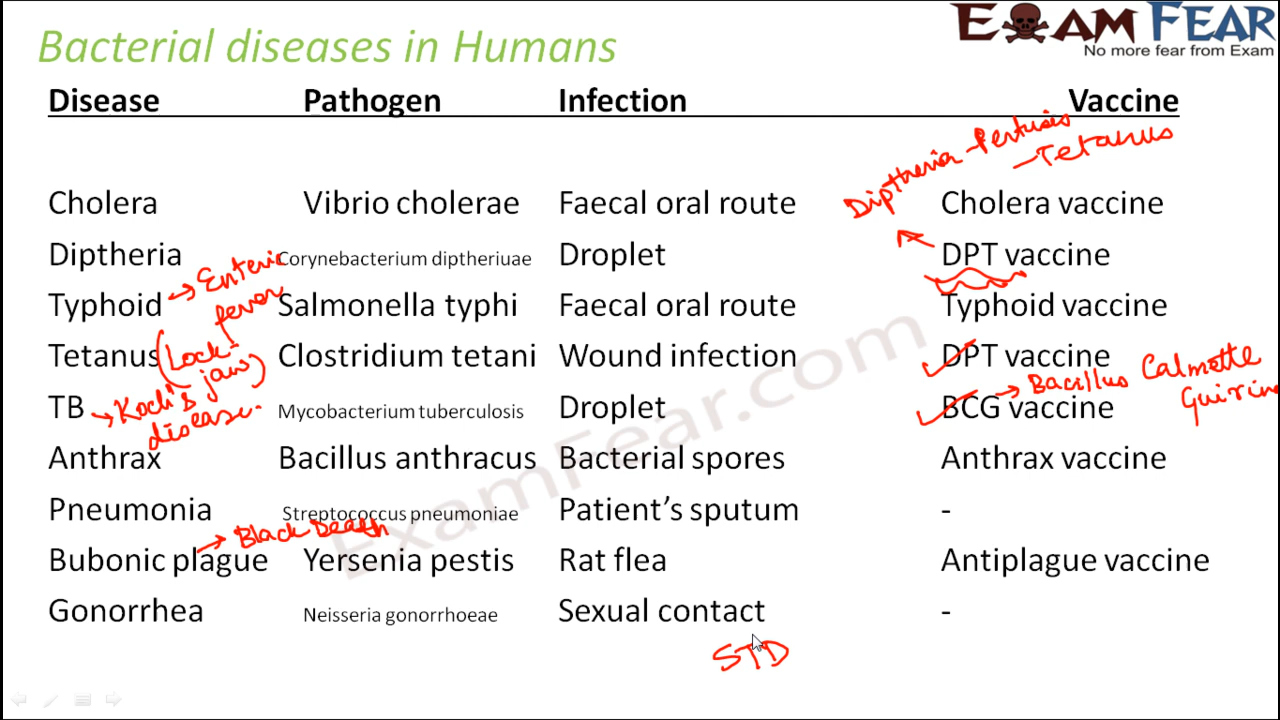 Bacterial diseases in Humans
EXAM FEAR
No more fear from Exam
Disease Pathogen Infection Vaccine
Diptheria - Pertusis
- Tetanus
Cholera Vibrio cholerae Faecal oral route Cholera vaccine
Diptheria Corynebacterium diptheriuae Droplet DPT vaccine
Enteric
fever
Typhoid Salmonella typhi Faecal oral route Typhoid vaccine
Tetanus Clostridium tetani Wound infection DPT vaccine
(Lock-
jaw)
TB Mycobacterium tuberculosis Droplet BCG vaccine
Koch's
disease.
Bacillus Calmette
Guirine
Anthrax Bacillus anthracus Bacterial spores Anthrax vaccine
Pneumonia Streptococcus pneumoniae Patient’s sputum -
Black Death
Bubonic plague Yersenia pestis Rat flea Antiplague vaccine
Gonorrhea Neisseria gonorrhoeae Sexual contact -
STD
ExamFear.com